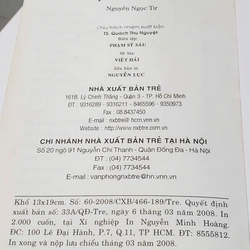 Nguyễn Ngọc Tư
Chịu trách nhiệm xuất bản:
TS. Quách Thu Nguyệt
Biên tập:
PHẠM SỸ SÁU
Vẽ bìa:
VIỆT HẢI
Sửa bản in:
NGUYÊN LỤC
NHÀ XUẤT BẢN TRẺ
161B Lý Chính Thắng - Quận 3 - TP. Hồ Chí Minh
ĐT : 9316289 - 9316211 - 8465596 - 9350973
Fax : 08.8437450
E-mail : nxbtre@ hcm.vnn.vn
Website : http://www.nxbtre.com.vn
CHI NHÁNH NHÀ XUẤT BẢN TRẺ TẠI HÀ NỘI
Số 20 ngõ 91 Nguyễn Chí Thanh - Quận Đống Đa - Hà Nội
ĐT : (04) 7734544
Fax : (04) 7734544
E-mail : vanphongnxbtre@hn.vnn.vn
Khổ 13x19cm. Số: 60-2008/CXB/466-189/Tre. Quyết định
xuất bản số: 33A/QĐ-Tre, ngày 6 tháng 03 năm 2008. In
2.000 cuốn, tại Xí nghiệp In Nguyễn Minh Hoàng.
ĐC: 100 Lê Đại Hành, P.7, Q.11, TP HCM. ĐT: 8555812.
In xong và nộp lưu chiểu tháng 03 năm 2008.